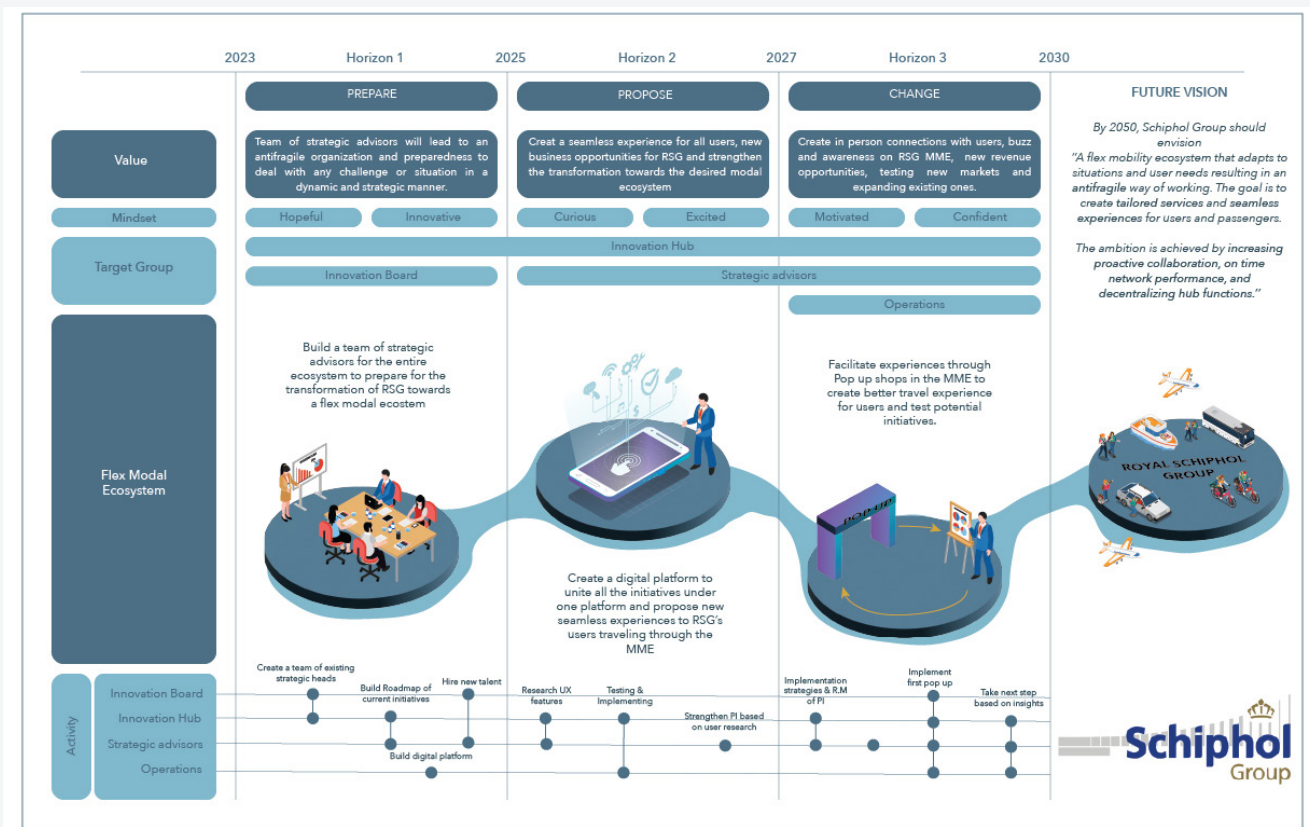 2023
Horizon 1
2025
Horizon 2
2027
Horizon 3
2030
PREPARE
PROPOSE
CHANGE
FUTURE VISION
Value
Team of strategic advisors will lead to an
antifragile organization and preparedness to
deal with any challenge or situation in a
dynamic and strategic manner.
Creat a seamless experience for all users, new
business opportunities for RSG and strengthen
the transformation towards the desired modal
ecosystem
Create in person connections with users, buzz
and awareness on RSG MME, new revenue
opportunities, testing new markets and
expanding existing ones.
By 2050, Schiphol Group should
envision
"A flex mobility ecosystem that adapts to
situations and user needs resulting in an
antifragile way of working. The goal is to
create tailored services and seamless
experiences for users and passengers.
The ambition is achieved by increasing
proactive collaboration, on time
network performance, and
decentralizing hub functions."
Mindset
Hopeful
Innovative
Curious
Excited
Motivated
Confident
Target Group
Innovation Hub
Innovation Board
Strategic advisors
Operations
Flex Modal
Ecosystem
Build a team of strategic
advisors for the entire
ecosystem to prepare for the
transformation of RSG towards
a flex modal ecostem
Create a digital platform to
unite all the initiatives under
one platform and propose new
seamless experiences to RSG's
users traveling through the
MME
Facilitate experiences through
Pop up shops in the MME to
create better travel experience
for users and test potential
initiatives.
POP UP
ROYAL SCHIPHOL
GROUP
Activity
Innovation Board
Innovation Hub
Strategic advisors
Operations
Create a team of existing
strategic heads
Build Roadmap of
current initiatives
Hire new talent
Build digital platform
Research UX
features
Testing &
Implementing
Strengthen PI based
on user research
Implementation
strategies & R.M
of PI
Implement
first pop up
Take next step
based on insights
Schiphol
Group